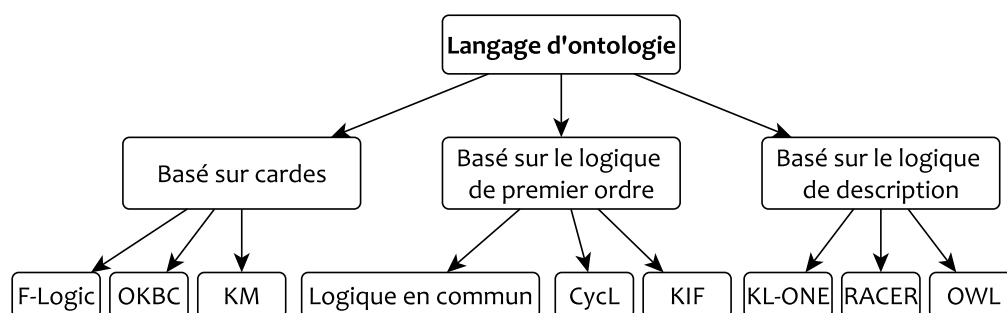 Langage d'ontologie
Basé sur cardes
Basé sur le logique
de premier ordre
Basé sur le logique
de description
F-Logic
OKBC
KM
Logique en commun
CycL
KIF
KL-ONE
RACER
OWL